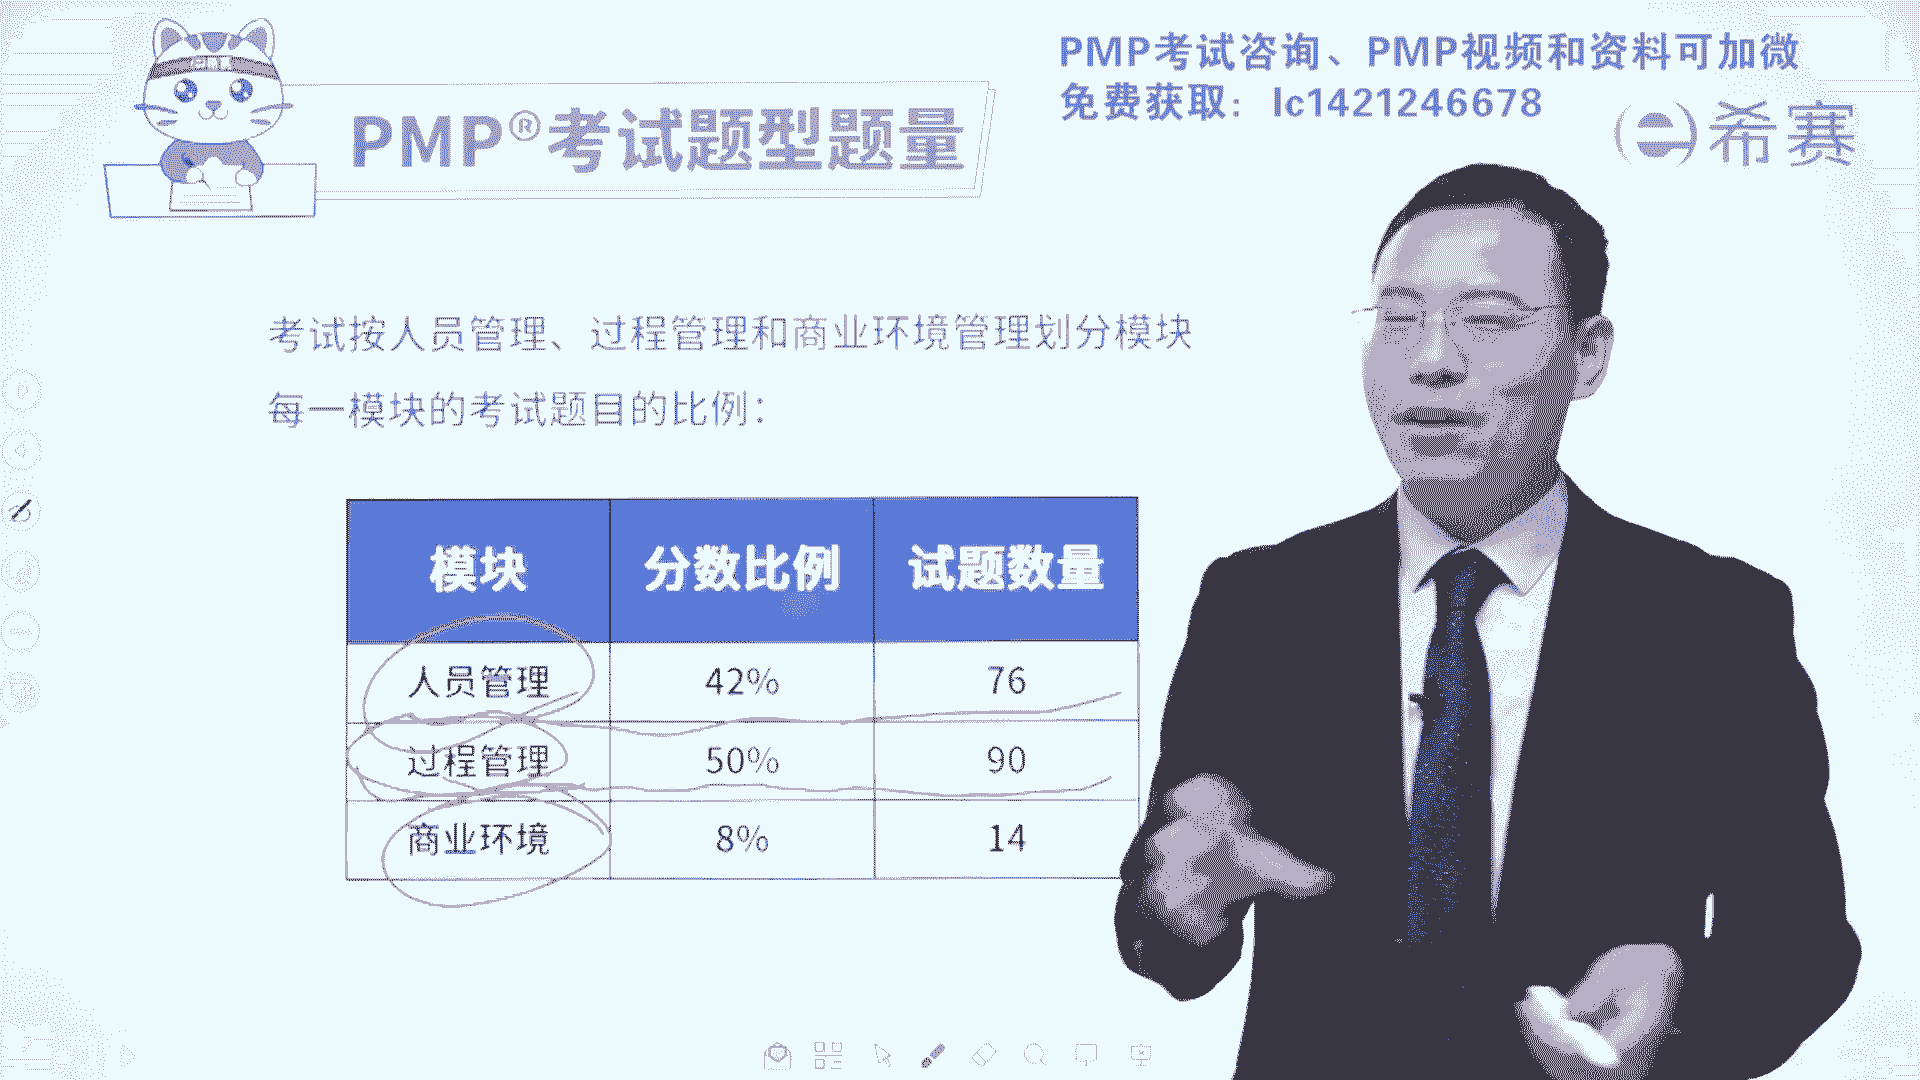 PMP考试咨询、PMP视频和资料可加微
免费获取：lc1421246678
希赛
PMP®考试题型题量
考试按人员管理、过程管理和商业环境管理划分模块
每一模块的考试题目的比例：
模块 分数比例 试题数量
人员管理 42% 76
过程管理 50% 90
商业环境 8% 14